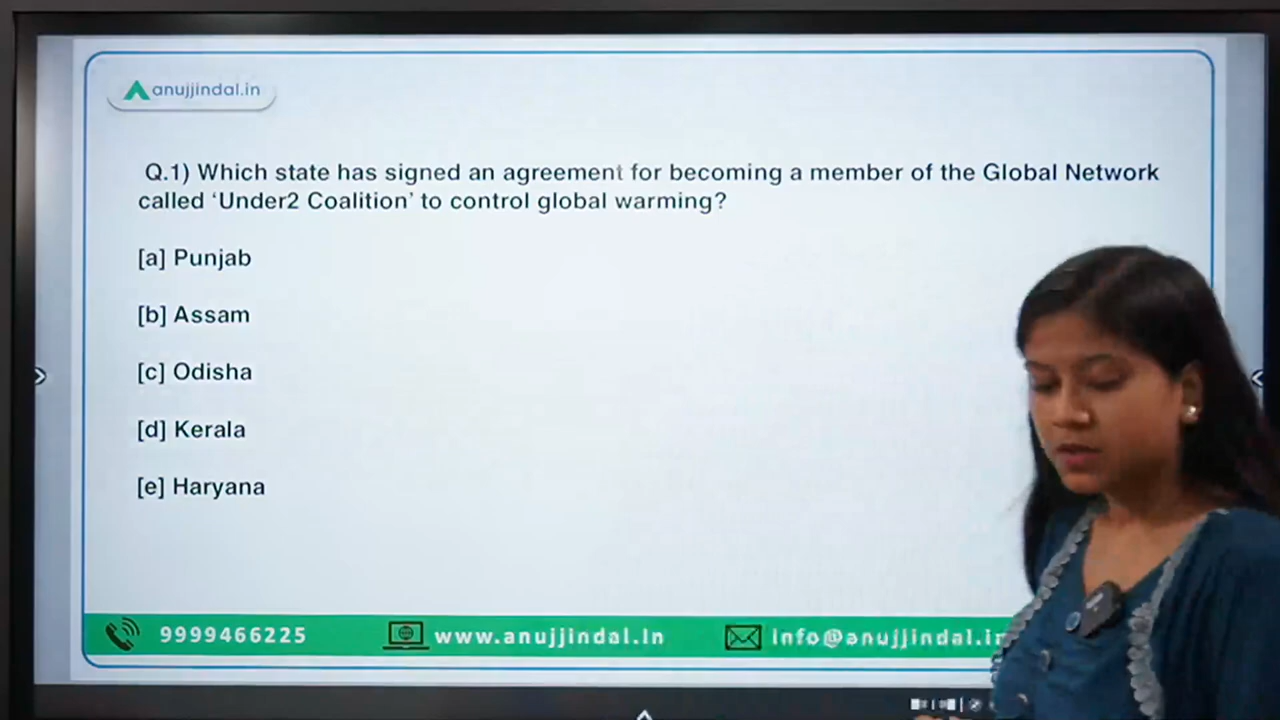 anujjindal.in
Q.1) Which state has signed an agreement for becoming a member of the Global Network
called ‘Under2 Coalition’ to control global warming?
[a] Punjab
[b] Assam
[c] Odisha
[d] Kerala
[e] Haryana
9999466225 www.anujjindal.in info@anujjindal.in